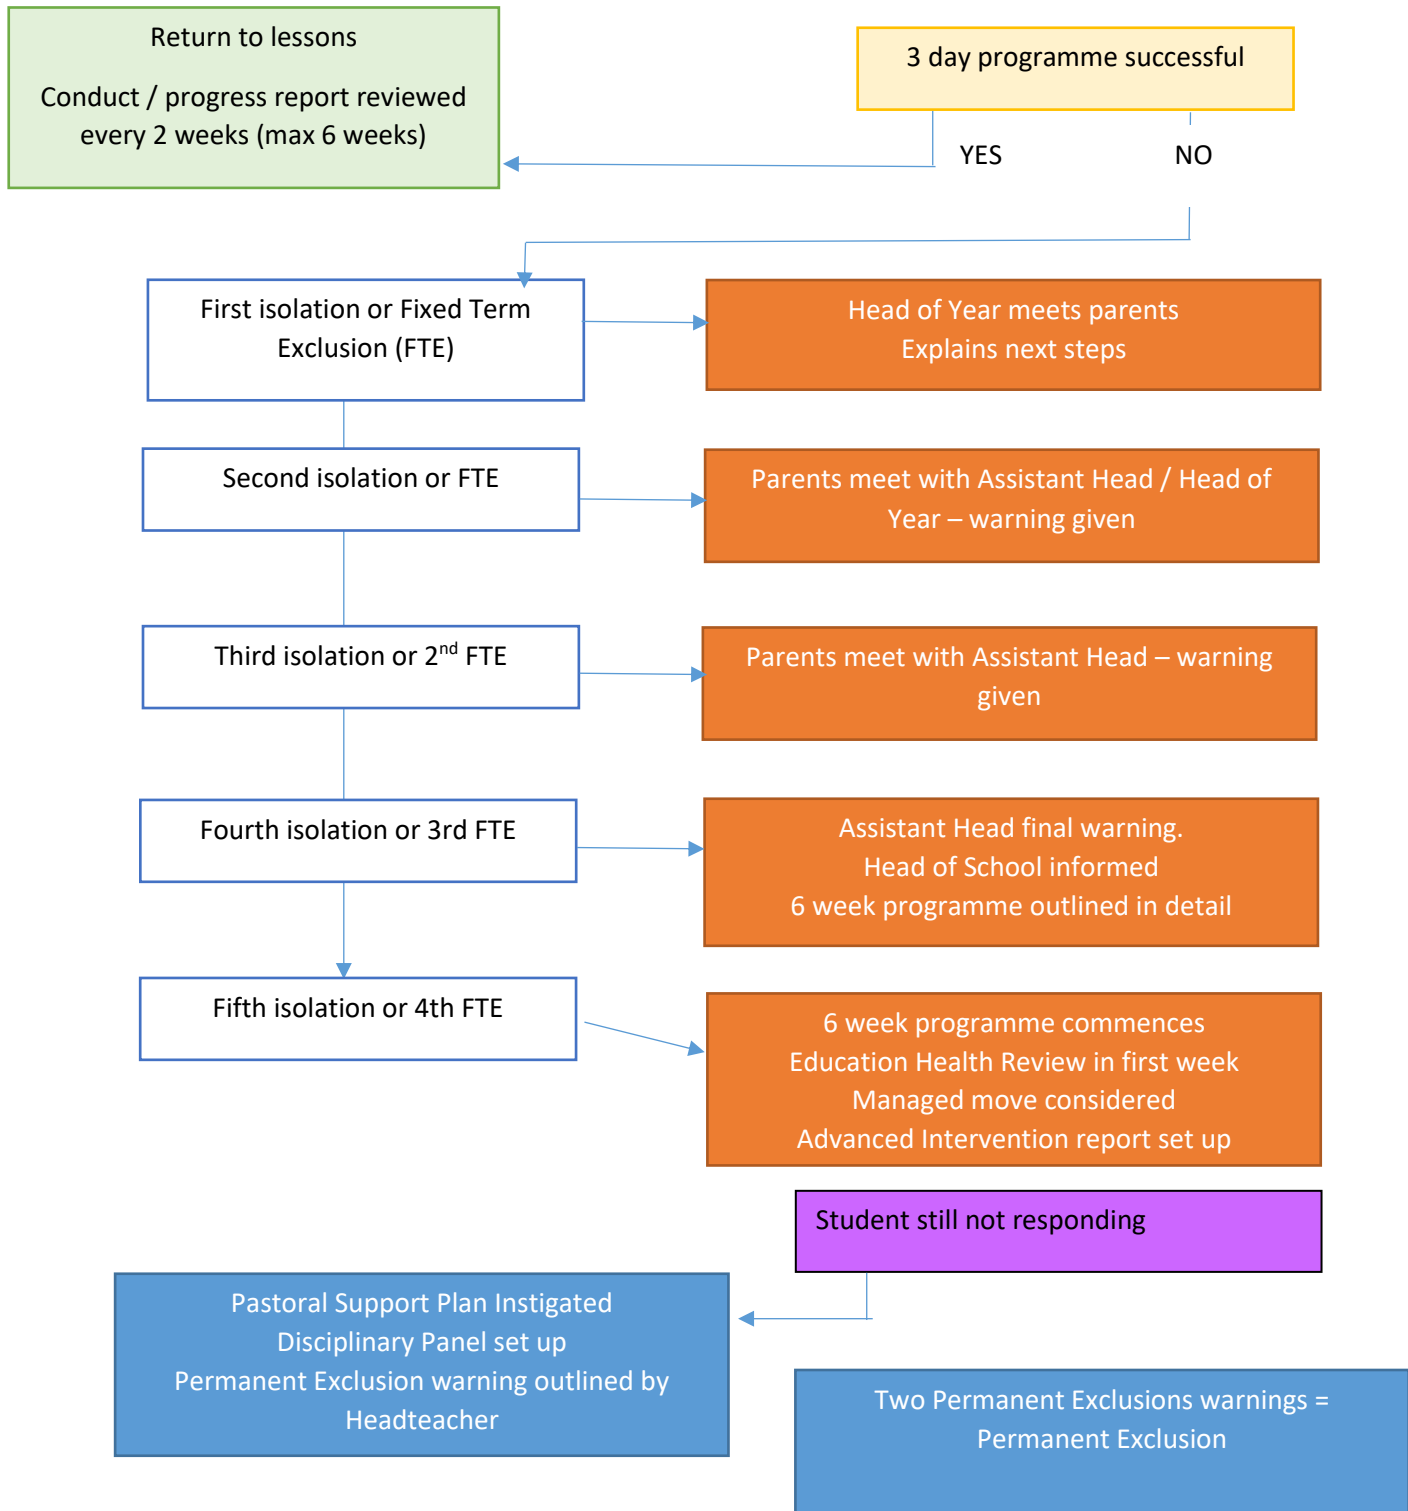 Return to lessons
Conduct / progress report reviewed
every 2 weeks (max 6 weeks)
3 day programme successful
YES
NO
First isolation or Fixed Term
Exclusion (FTE)
Head of Year meets parents
Explains next steps
Second isolation or FTE
Parents meet with Assistant Head / Head of
Year – warning given
Third isolation or 2nd FTE
Parents meet with Assistant Head – warning
given
Fourth isolation or 3rd FTE
Assistant Head final warning.
Head of School informed
6 week programme outlined in detail
Fifth isolation or 4th FTE
6 week programme commences
Education Health Review in first week
Managed move considered
Advanced Intervention report set up
Student still not responding
Pastoral Support Plan Instigated
Disciplinary Panel set up
Permanent Exclusion warning outlined by
Headteacher
Two Permanent Exclusions warnings =
Permanent Exclusion